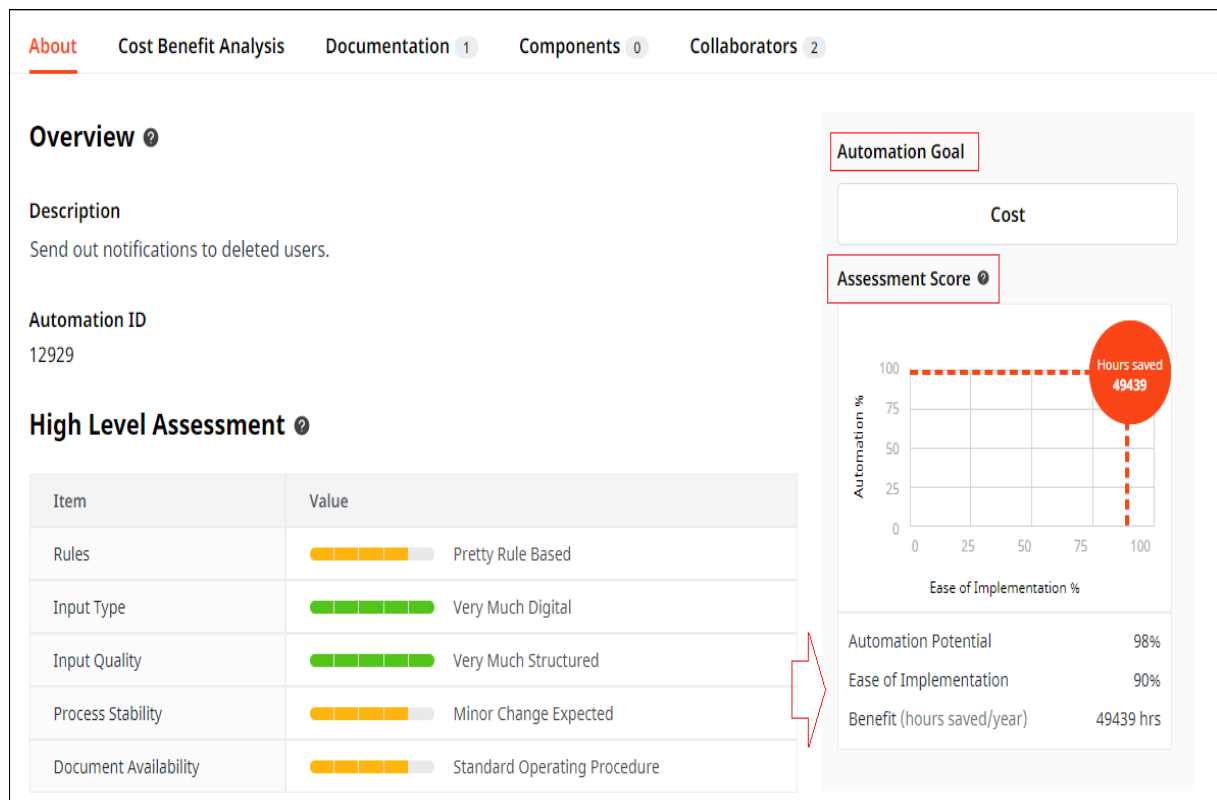 About Cost Benefit Analysis Documentation 1 Components 0 Collaborators 2
Overview ?
Description
Send out notifications to deleted users.
Automation ID
12929
High Level Assessment ?
Item Value
Rules Pretty Rule Based
Input Type Very Much Digital
Input Quality Very Much Structured
Process Stability Minor Change Expected
Document Availability Standard Operating Procedure
Automation Goal
Cost
Assessment Score ?
Hours saved
49439
Automation %
100
75
50
25
0
0 25 50 75 100
Ease of Implementation %
Automation Potential 98%
Ease of Implementation 90%
Benefit (hours saved/year) 49439 hrs